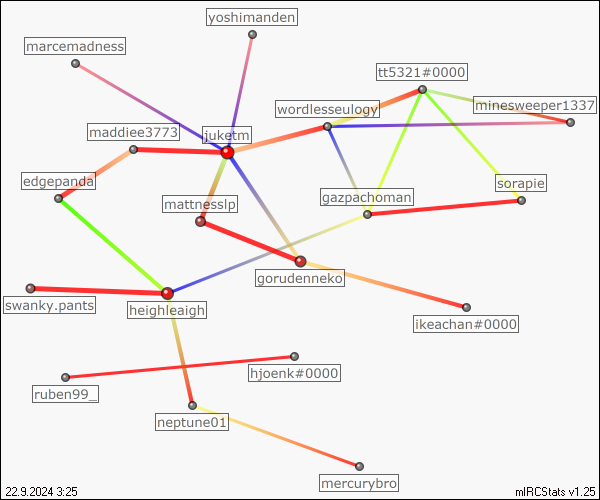 yoshimanden
marcemadness
tt5321#0000
minesweeper1337
wordlesseulogy
maddiee3773
juketm
edgepanda
sorapie
gazpachoman
mattnesslp
gorudenneko
swanky.pants
heighleaigh
ikeachan#0000
hjoenk#0000
ruben99_
neptune01
mercurybro
22.9.2024 3:25
mIRCStats v1.25